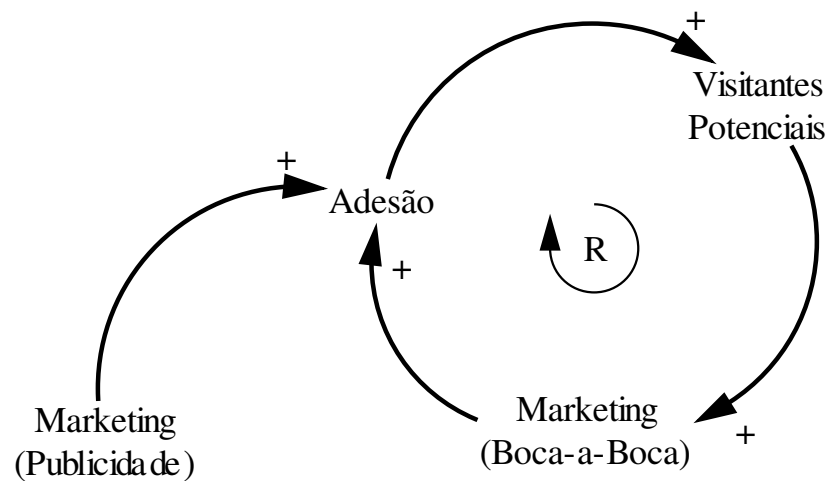 +
Visitantes
Potenciais
+
Adesão
R
+
Marketing
(Boca-a-Boca)
+
Marketing
(Publicidade)